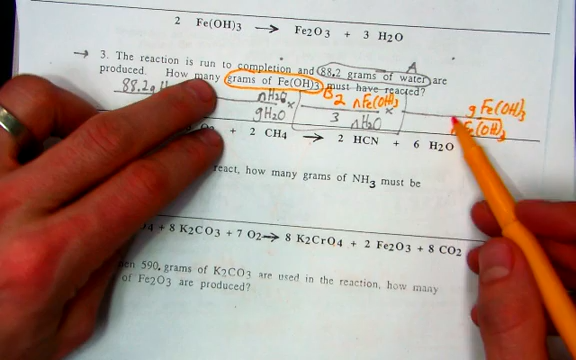 2 Fe(OH)3 → Fe2O3 + 3 H2O
→ 3. The reaction is run to completion and 88.2 grams of water are
A
produced. How many grams of Fe(OH)3 must have reacted?
88.2g nH2O × B 2 nFe(OH)3 × gFe(OH)3
gH2O 3 nH2O Fe(OH)3
+ 2 CH4 → 2 HCN + 6 H2O
react, how many grams of NH3 must be
4 + 8 K2CO3 + 7 O2 → 8 K2CrO4 + 2 Fe2O3 + 8 CO2
590. grams of K2CO3 are used in the reaction, how many
of Fe2O3 are produced?